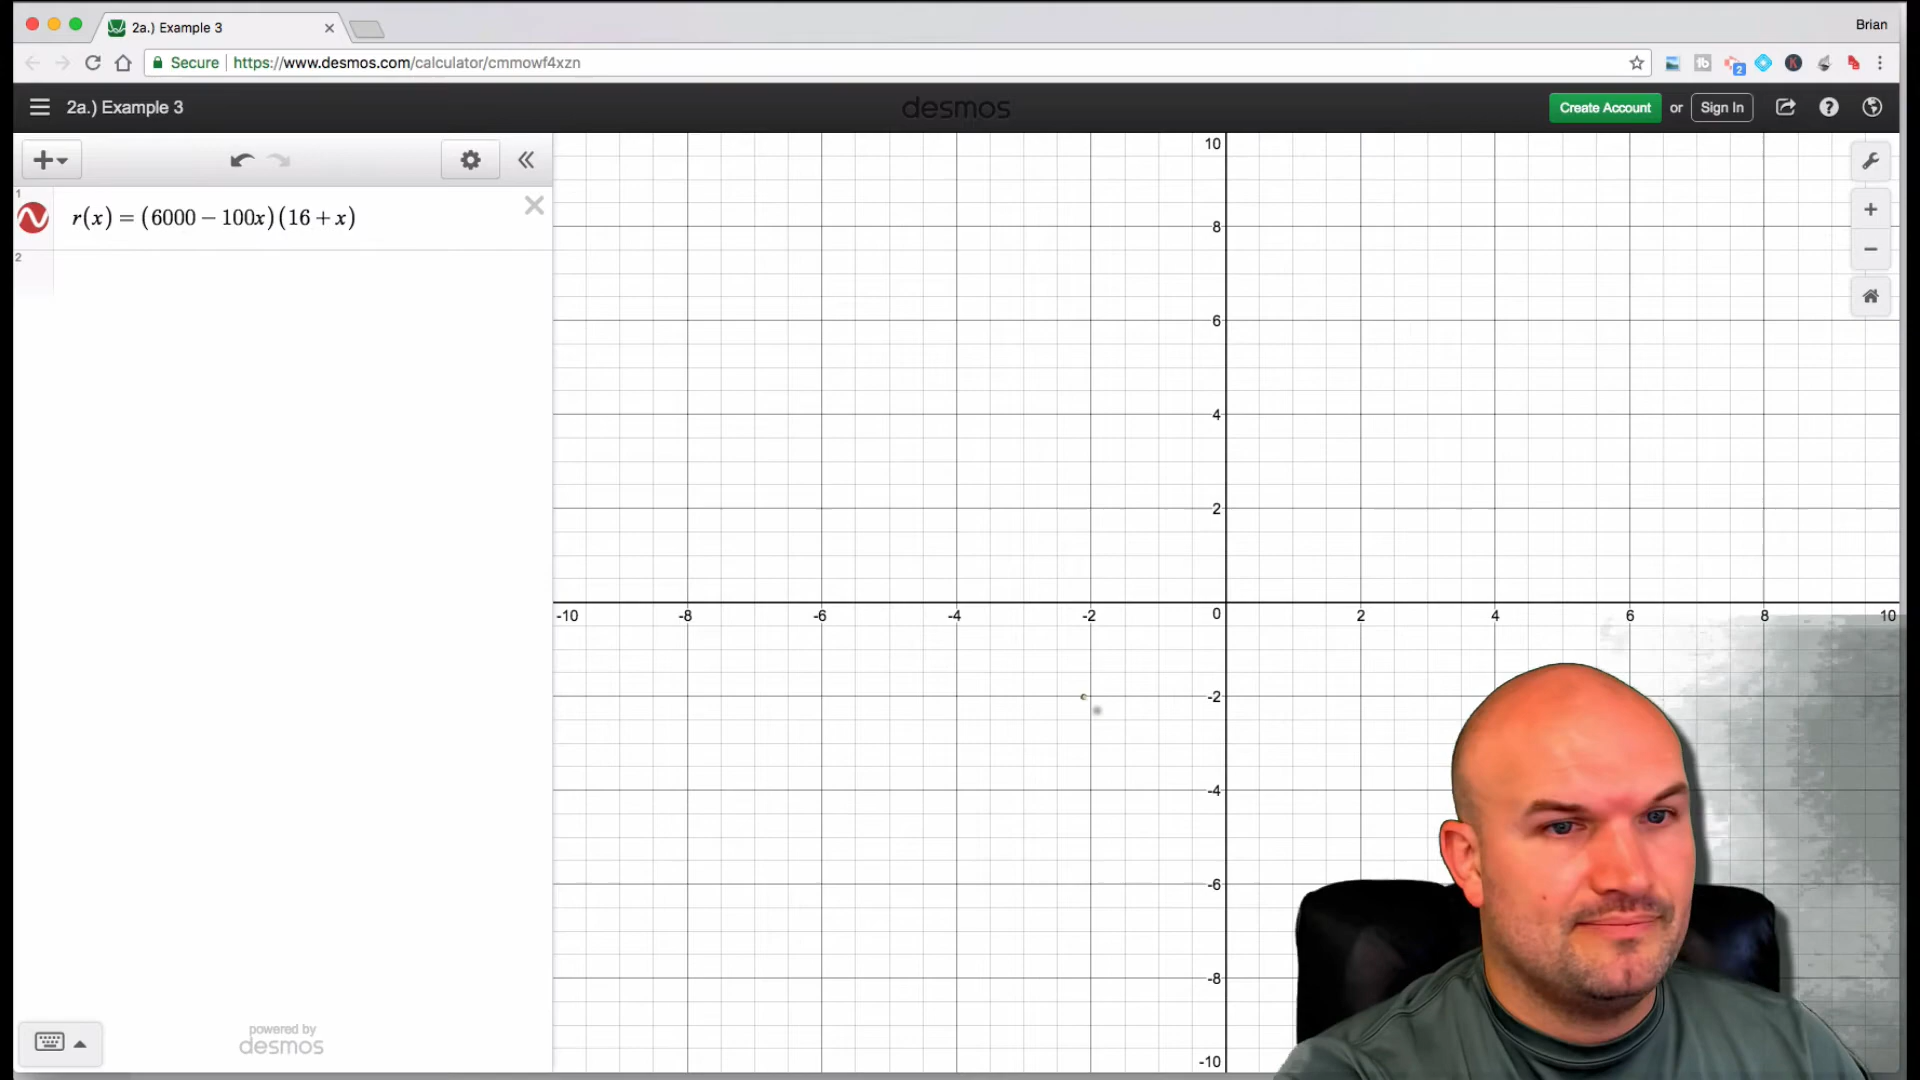 2a.) Example 3
Brian
Secure https://www.desmos.com/calculator/cmmowf4xzn
2
2a.) Example 3
desmos
Create Account or Sign In
1
r(x) = (6000 − 100x)(16 + x)
2
10
8
6
4
2
-10 -8 -6 -4 -2 0 2 4 6 8 10
-2
-4
-6
-8
-10
powered by
desmos